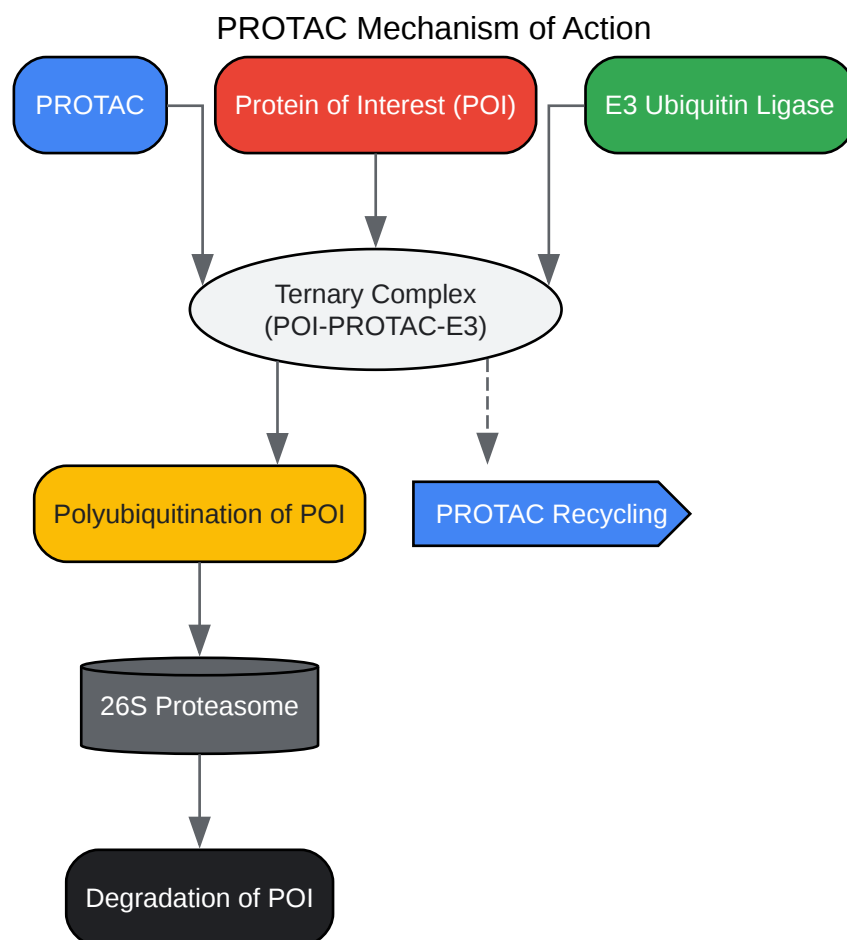 PROTAC Mechanism of Action
PROTAC
Protein of Interest (POI)
E3 Ubiquitin Ligase
Ternary Complex
(POI-PROTAC-E3)
Polyubiquitination of POI
PROTAC Recycling
26S Proteasome
Degradation of POI